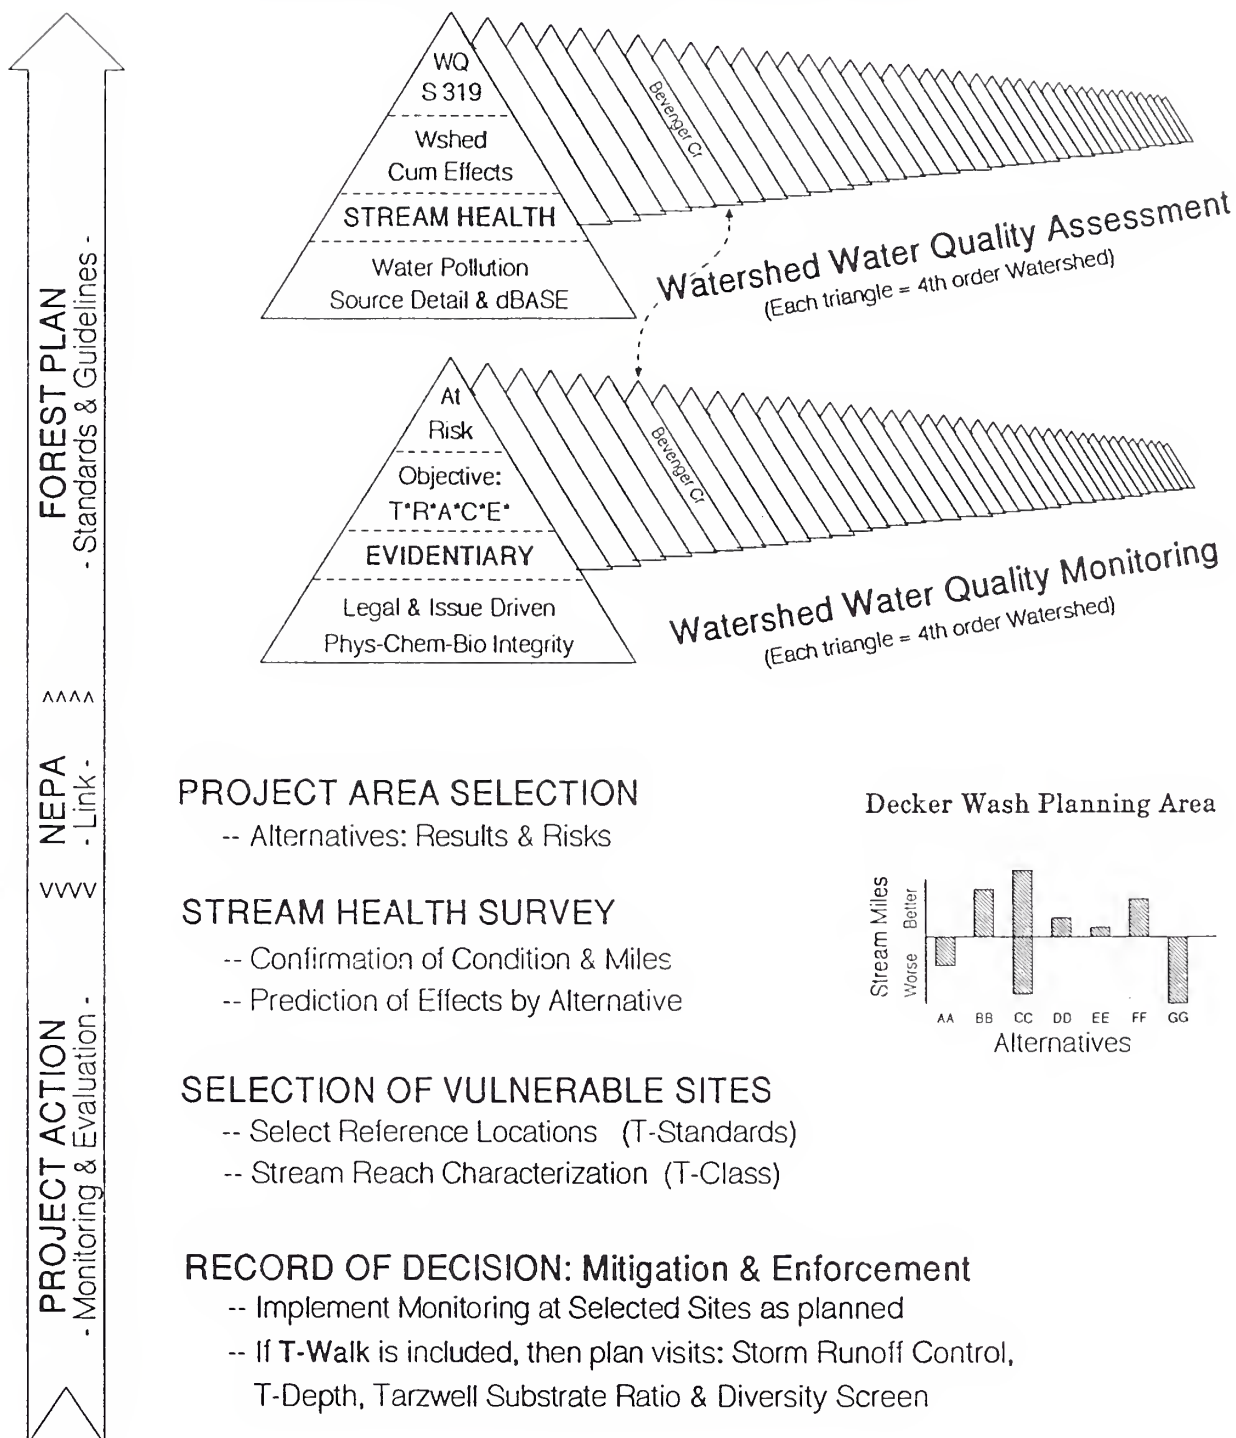 FOREST PLAN
- Standards & Guidelines -
^^^^
NEPA
- Link -
VVVV
PROJECT ACTION
- Monitoring & Evaluation -
WQ
S 319
Wshed
Cum Effects
STREAM HEALTH
Water Pollution
Source Detail & dBASE
Bevenger Cr
Watershed Water Quality Assessment
(Each triangle = 4th order Watershed)
At
Risk
Objective:
T*R*A*C*E*
EVIDENTIARY
Legal & Issue Driven
Phys-Chem-Bio Integrity
Bevenger Cr
Watershed Water Quality Monitoring
(Each triangle = 4th order Watershed)
PROJECT AREA SELECTION
-- Alternatives: Results & Risks
STREAM HEALTH SURVEY
-- Confirmation of Condition & Miles
-- Prediction of Effects by Alternative
Decker Wash Planning Area
Stream Miles
Worse Better
AA BB CC DD EE FF GG
Alternatives
SELECTION OF VULNERABLE SITES
-- Select Reference Locations (T-Standards)
-- Stream Reach Characterization (T-Class)
RECORD OF DECISION: Mitigation & Enforcement
-- Implement Monitoring at Selected Sites as planned
-- If T-Walk is included, then plan visits: Storm Runoff Control,
T-Depth, Tarzwell Substrate Ratio & Diversity Screen